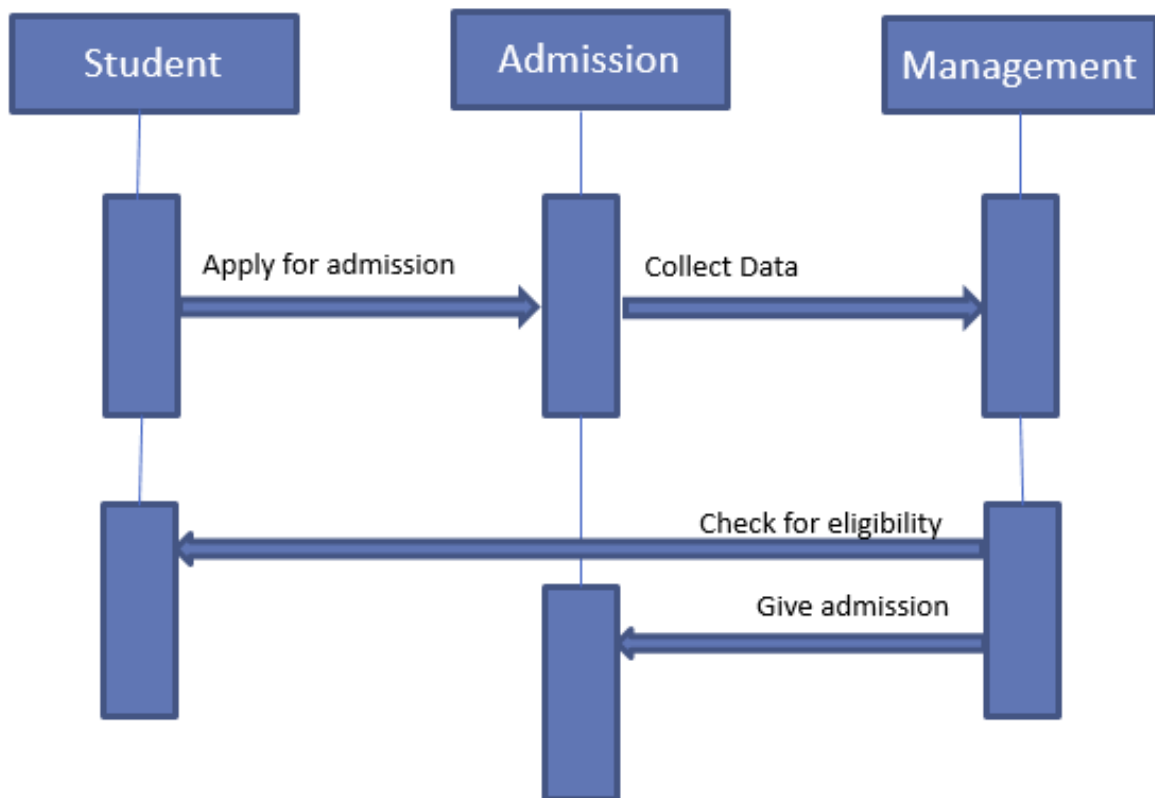 Student
Admission
Management
Apply for admission
Collect Data
Check for eligibility
Give admission